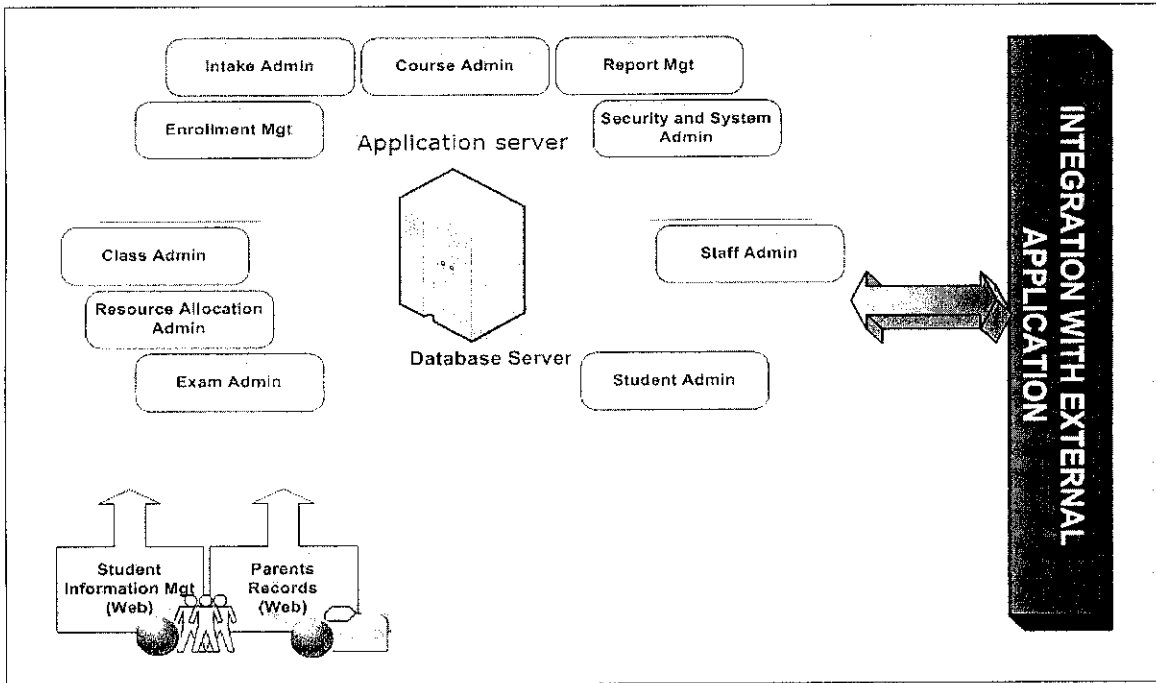 Intake Admin
Course Admin
Report Mgt
Enrollment Mgt
Security and System
Admin
Application server
Class Admin
Staff Admin
Resource Allocation
Admin
Database Server
Exam Admin
Student Admin
Student
Information Mgt
(Web)
Parents
Records
(Web)
INTEGRATION WITH EXTERNAL
APPLICATION